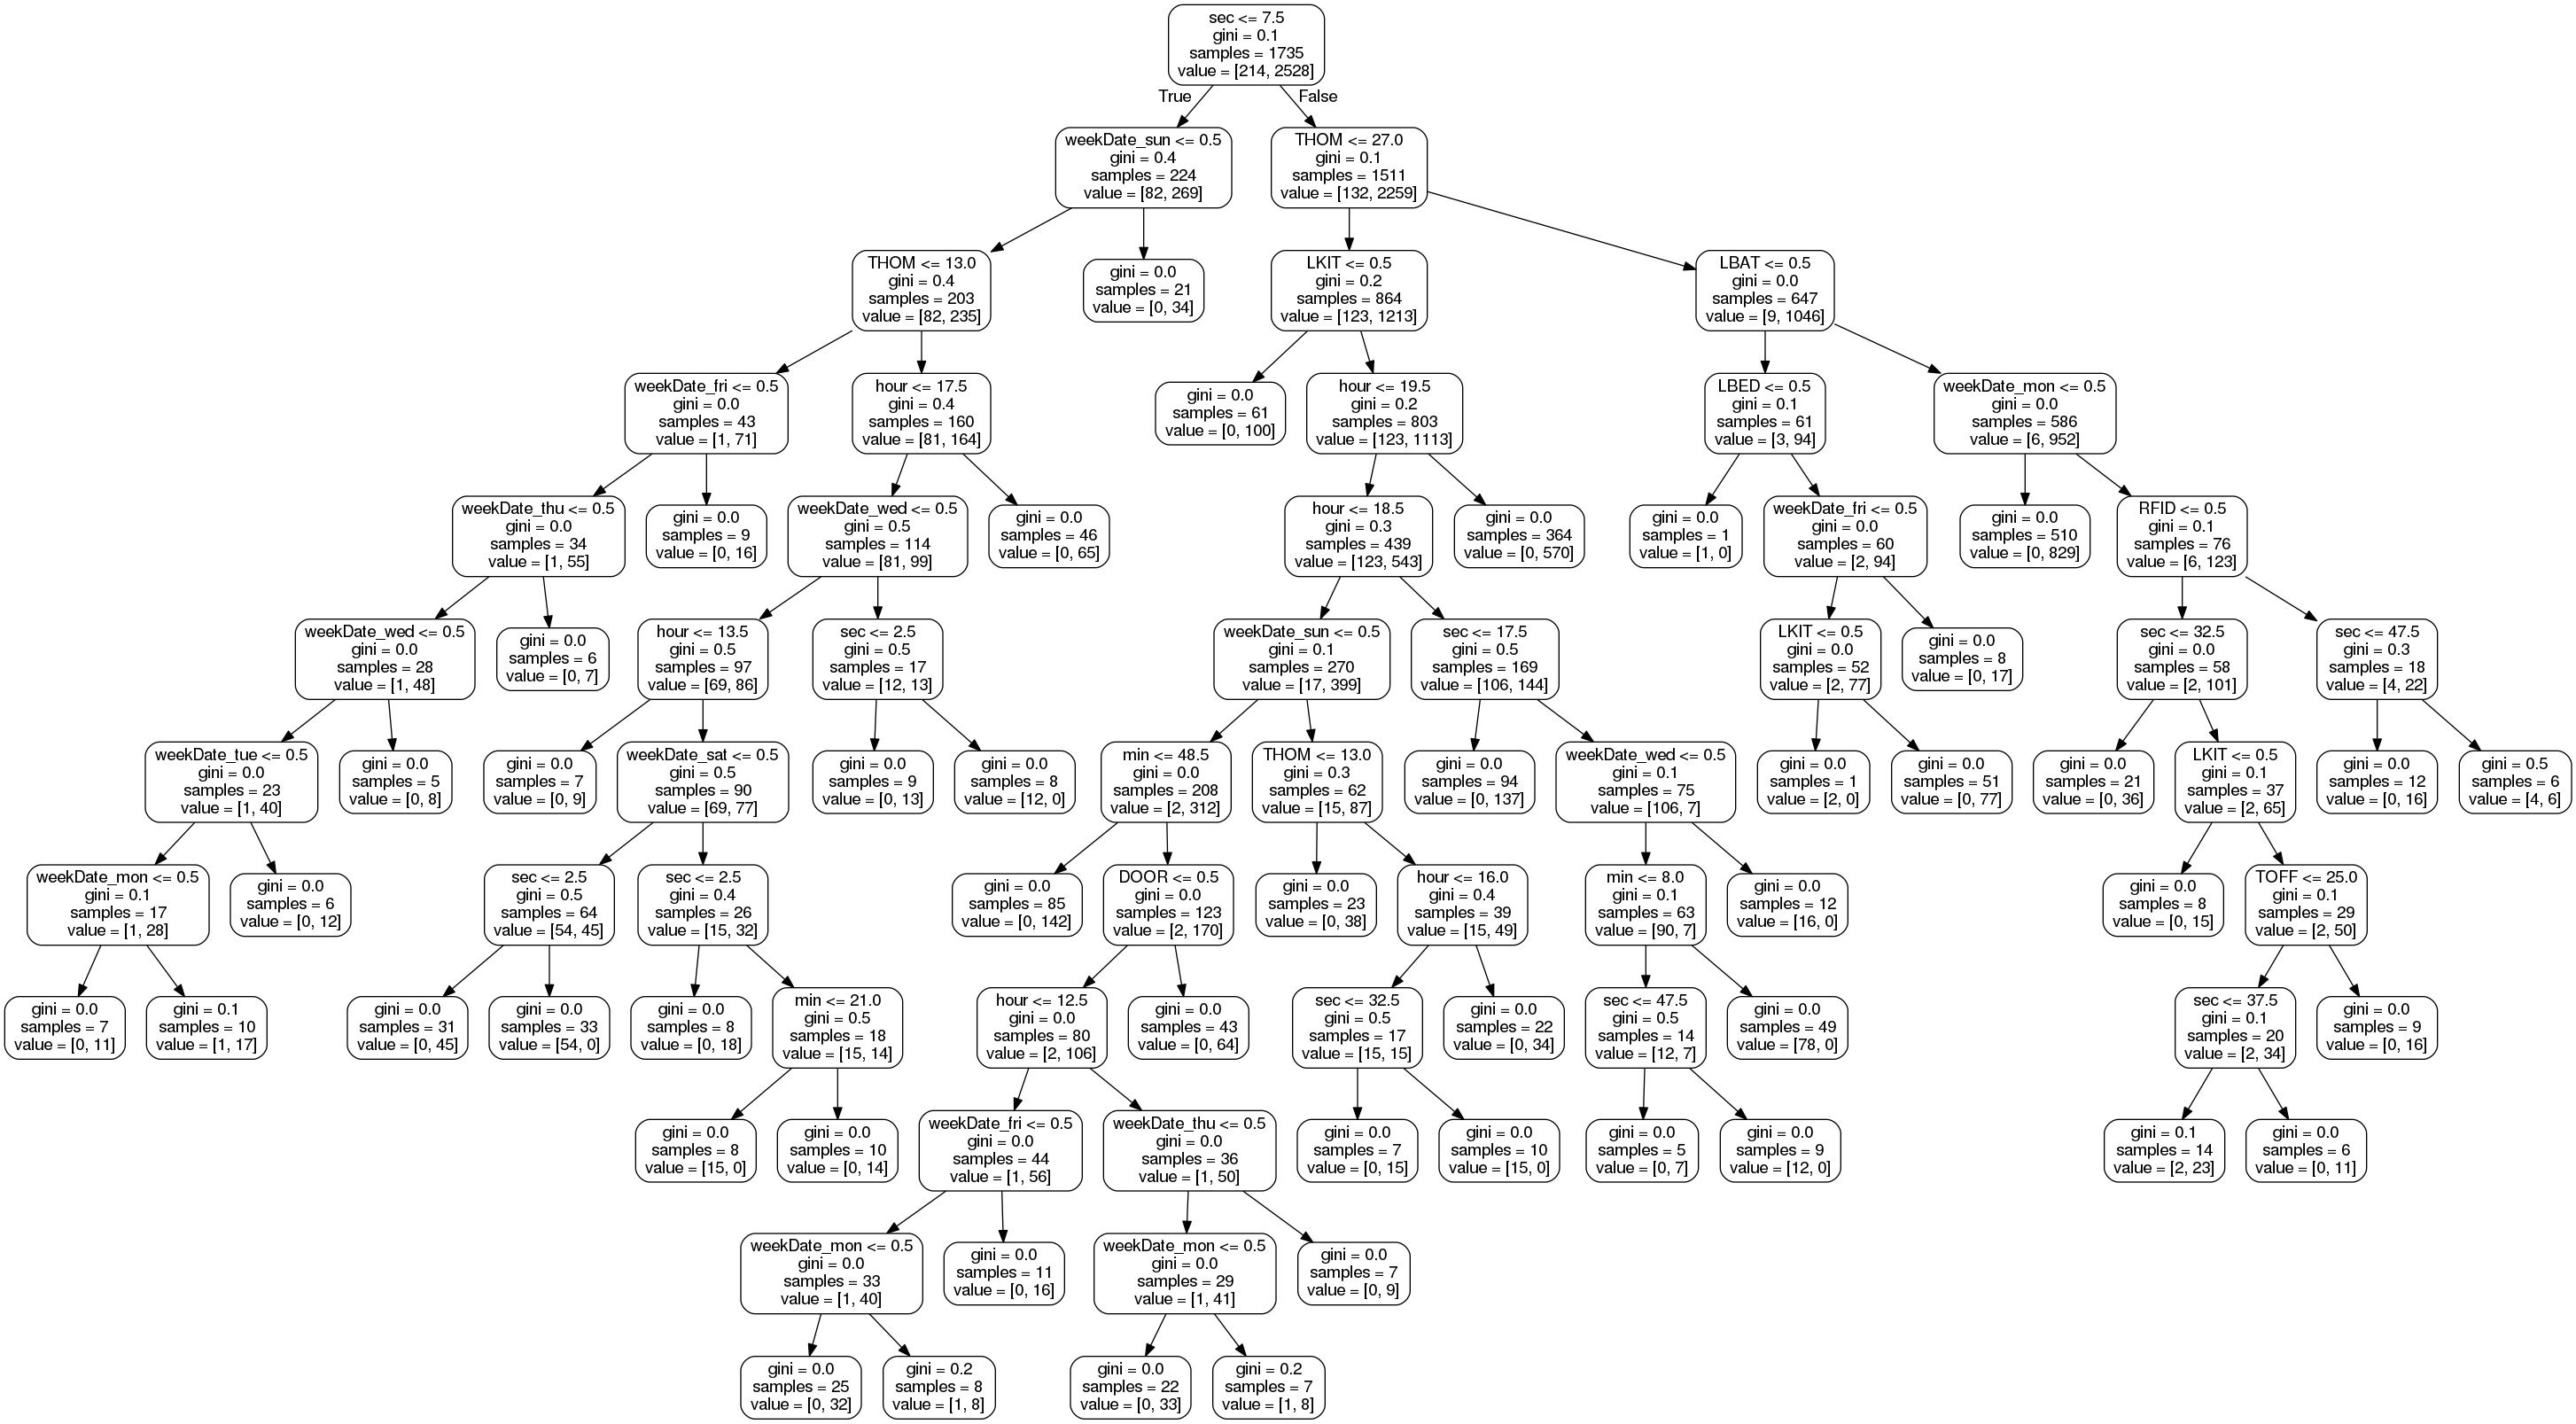 sec <= 7.5
gini = 0.1
samples = 1735
value = [214, 2528]
True
False
weekDate_sun <= 0.5
gini = 0.4
samples = 224
value = [82, 269]
THOM <= 27.0
gini = 0.1
samples = 1511
value = [132, 2259]
THOM <= 13.0
gini = 0.4
samples = 203
value = [82, 235]
gini = 0.0
samples = 21
value = [0, 34]
LKIT <= 0.5
gini = 0.2
samples = 864
value = [123, 1213]
LBAT <= 0.5
gini = 0.0
samples = 647
value = [9, 1046]
weekDate_fri <= 0.5
gini = 0.0
samples = 43
value = [1, 71]
hour <= 17.5
gini = 0.4
samples = 160
value = [81, 164]
gini = 0.0
samples = 61
value = [0, 100]
hour <= 19.5
gini = 0.2
samples = 803
value = [123, 1113]
LBED <= 0.5
gini = 0.1
samples = 61
value = [3, 94]
weekDate_mon <= 0.5
gini = 0.0
samples = 586
value = [6, 952]
weekDate_thu <= 0.5
gini = 0.0
samples = 34
value = [1, 55]
gini = 0.0
samples = 9
value = [0, 16]
weekDate_wed <= 0.5
gini = 0.5
samples = 114
value = [81, 99]
gini = 0.0
samples = 46
value = [0, 65]
hour <= 18.5
gini = 0.3
samples = 439
value = [123, 543]
gini = 0.0
samples = 364
value = [0, 570]
gini = 0.0
samples = 1
value = [1, 0]
weekDate_fri <= 0.5
gini = 0.0
samples = 60
value = [2, 94]
gini = 0.0
samples = 510
value = [0, 829]
RFID <= 0.5
gini = 0.1
samples = 76
value = [6, 123]
weekDate_wed <= 0.5
gini = 0.0
samples = 28
value = [1, 48]
gini = 0.0
samples = 6
value = [0, 7]
hour <= 13.5
gini = 0.5
samples = 97
value = [69, 86]
sec <= 2.5
gini = 0.5
samples = 17
value = [12, 13]
weekDate_sun <= 0.5
gini = 0.1
samples = 270
value = [17, 399]
sec <= 17.5
gini = 0.5
samples = 169
value = [106, 144]
LKIT <= 0.5
gini = 0.0
samples = 52
value = [2, 77]
gini = 0.0
samples = 8
value = [0, 17]
sec <= 32.5
gini = 0.0
samples = 58
value = [2, 101]
sec <= 47.5
gini = 0.3
samples = 18
value = [4, 22]
weekDate_tue <= 0.5
gini = 0.0
samples = 23
value = [1, 40]
gini = 0.0
samples = 5
value = [0, 8]
gini = 0.0
samples = 7
value = [0, 9]
weekDate_sat <= 0.5
gini = 0.5
samples = 90
value = [69, 77]
gini = 0.0
samples = 9
value = [0, 13]
gini = 0.0
samples = 8
value = [12, 0]
min <= 48.5
gini = 0.0
samples = 208
value = [2, 312]
THOM <= 13.0
gini = 0.3
samples = 62
value = [15, 87]
gini = 0.0
samples = 94
value = [0, 137]
weekDate_wed <= 0.5
gini = 0.1
samples = 75
value = [106, 7]
gini = 0.0
samples = 1
value = [2, 0]
gini = 0.0
samples = 51
value = [0, 77]
gini = 0.0
samples = 21
value = [0, 36]
LKIT <= 0.5
gini = 0.1
samples = 37
value = [2, 65]
gini = 0.0
samples = 12
value = [0, 16]
gini = 0.5
samples = 6
value = [4, 6]
weekDate_mon <= 0.5
gini = 0.1
samples = 17
value = [1, 28]
gini = 0.0
samples = 6
value = [0, 12]
sec <= 2.5
gini = 0.5
samples = 64
value = [54, 45]
sec <= 2.5
gini = 0.4
samples = 26
value = [15, 32]
gini = 0.0
samples = 85
value = [0, 142]
DOOR <= 0.5
gini = 0.0
samples = 123
value = [2, 170]
gini = 0.0
samples = 23
value = [0, 38]
hour <= 16.0
gini = 0.4
samples = 39
value = [15, 49]
min <= 8.0
gini = 0.1
samples = 63
value = [90, 7]
gini = 0.0
samples = 12
value = [16, 0]
gini = 0.0
samples = 8
value = [0, 15]
TOFF <= 25.0
gini = 0.1
samples = 29
value = [2, 50]
gini = 0.0
samples = 7
value = [0, 11]
gini = 0.1
samples = 10
value = [1, 17]
gini = 0.0
samples = 31
value = [0, 45]
gini = 0.0
samples = 33
value = [54, 0]
gini = 0.0
samples = 8
value = [0, 18]
min <= 21.0
gini = 0.5
samples = 18
value = [15, 14]
hour <= 12.5
gini = 0.0
samples = 80
value = [2, 106]
gini = 0.0
samples = 43
value = [0, 64]
sec <= 32.5
gini = 0.5
samples = 17
value = [15, 15]
gini = 0.0
samples = 22
value = [0, 34]
sec <= 47.5
gini = 0.5
samples = 14
value = [12, 7]
gini = 0.0
samples = 49
value = [78, 0]
sec <= 37.5
gini = 0.1
samples = 20
value = [2, 34]
gini = 0.0
samples = 9
value = [0, 16]
gini = 0.0
samples = 8
value = [15, 0]
gini = 0.0
samples = 10
value = [0, 14]
weekDate_fri <= 0.5
gini = 0.0
samples = 44
value = [1, 56]
weekDate_thu <= 0.5
gini = 0.0
samples = 36
value = [1, 50]
gini = 0.0
samples = 7
value = [0, 15]
gini = 0.0
samples = 10
value = [15, 0]
gini = 0.0
samples = 5
value = [0, 7]
gini = 0.0
samples = 9
value = [12, 0]
gini = 0.1
samples = 14
value = [2, 23]
gini = 0.0
samples = 6
value = [0, 11]
weekDate_mon <= 0.5
gini = 0.0
samples = 33
value = [1, 40]
gini = 0.0
samples = 11
value = [0, 16]
weekDate_mon <= 0.5
gini = 0.0
samples = 29
value = [1, 41]
gini = 0.0
samples = 7
value = [0, 9]
gini = 0.0
samples = 25
value = [0, 32]
gini = 0.2
samples = 8
value = [1, 8]
gini = 0.0
samples = 22
value = [0, 33]
gini = 0.2
samples = 7
value = [1, 8]